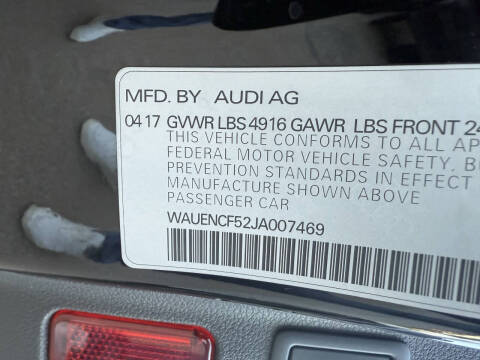 MFD. BY AUDI AG
04 17 GVWR LBS 4916 GAWR LBS FRONT 24
THIS VEHICLE CONFORMS TO ALL AP
FEDERAL MOTOR VEHICLE SAFETY, BU
PREVENTION STANDARDS IN EFFECT
MANUFACTURE SHOWN ABOVE
PASSENGER CAR
WAUENCF52JA007469